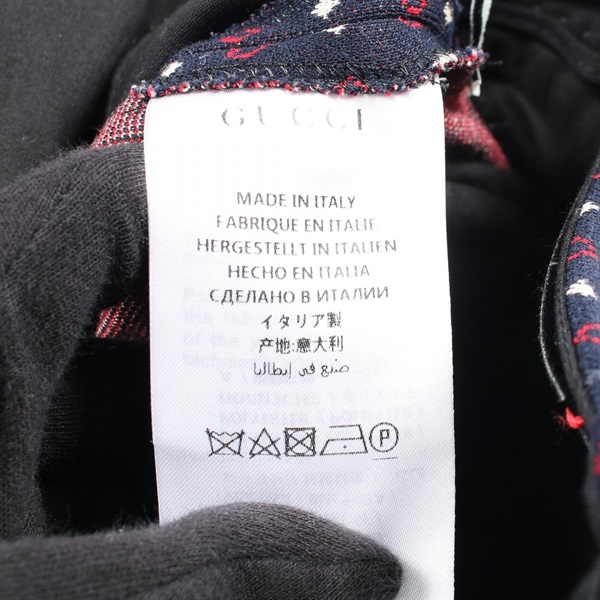 GUCCI
MADE IN ITALY
FABRIQUE EN ITALIE
HERGESTELLT IN ITALIEN
HECHO EN ITALIA
СДЕЛАНО В ИТАЛИИ
イタリア製
产地:意大利
صنع في إيطاليا
P